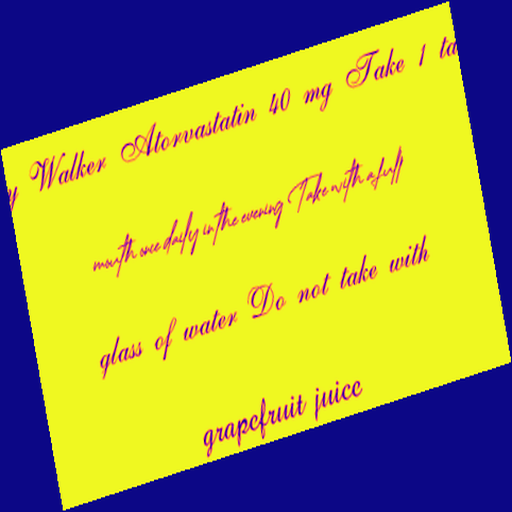 y Walker Atorvastatin 40 mg Take 1 ta
mouth once daily in the evening Take with a full
glass of water Do not take with
grapefruit juice